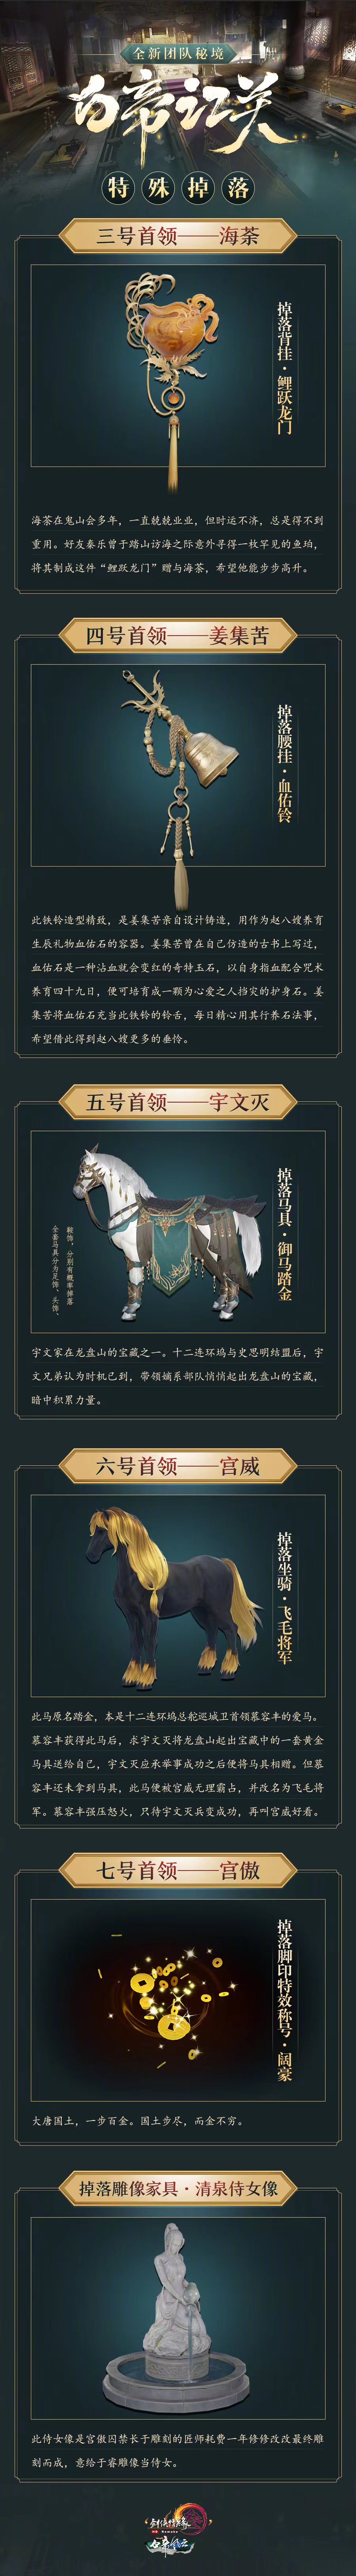 全新团队秘境
白帝江关
特殊掉落
三号首领——海荼
掉落背挂·鲤跃龙门
海荼在鬼山会多年，一直兢兢业业，但时运不济，总是得不到
重用。好友秦乐曾于踏山访海之际意外寻得一枚罕见的鱼珀，
将其制成这件“鲤跃龙门”赠与海荼，希望他能步步高升。
四号首领——姜集苦
掉落腰挂·血佑铃
此铁铃造型精致，是姜集苦亲自设计铸造，用作为赵八嫂养育
生辰礼物血佑石的容器。姜集苦曾在自己仿造的古书上写过，
血佑石是一种沾血就会变红的奇特玉石，以自身指血配合咒术
养育四十九日，便可培育成一颗为心爱之人挡灾的护身石。姜
集苦将血佑石充当此铁铃的铃舌，每日精心用其行养石法事，
希望借此得到赵八嫂更多的垂怜。
五号首领——宇文灭
掉落马具·御马踏金
全套马具分为足饰、头饰、
鞍饰，分别有概率掉落
宇文家在龙盘山的宝藏之一。十二连环坞与史思明结盟后，宇
文兄弟认为时机已到，带领嫡系部队悄悄起出龙盘山的宝藏，
暗中积累力量。
六号首领——宫威
掉落坐骑·飞毛将军
此马原名踏金，本是十二连环坞总舵巡城卫首领慕容丰的爱马。
慕容丰获得此马后，求宇文灭将龙盘山起出宝藏中的一套黄金
马具送给自己，宇文灭应承举事成功之后便将马具相赠。但慕
容丰还未拿到马具，此马便被宫威无理霸占，并改名为飞毛将
军。慕容丰强压怒火，只待宇文灭兵变成功，再叫宫威好看。
七号首领——宫傲
掉落脚印特效称号·阔豪
大唐国土，一步百金。国土步尽，而金不穷。
掉落雕像家具·清泉侍女像
此侍女像是宫傲囚禁长于雕刻的匠师耗费一年修修改改最终雕
刻而成，意给于睿雕像当侍女。
剑侠情缘
叁
白帝风云